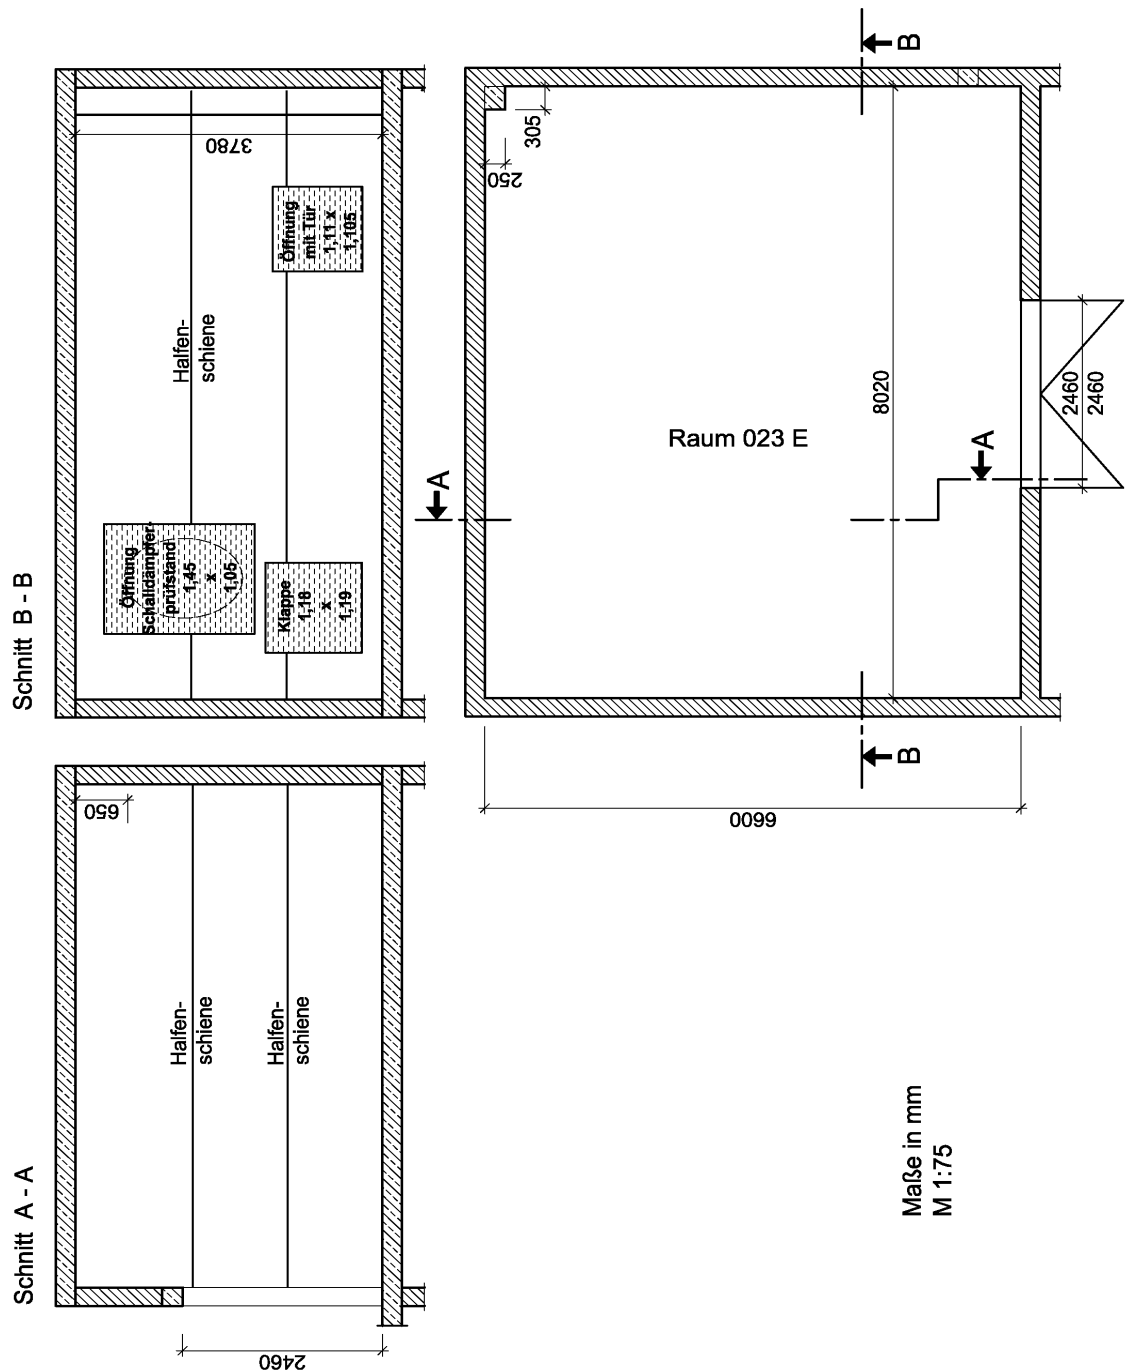 Schnitt A - A
Schnitt B - B
650
Halfen-
schiene
Halfen-
schiene
2460
3780
Halfen-
schiene
Öffnung
Schalldämpfer-
prüfstand
1,45
x
1,05
Klappe
1,18
x
1,19
Öffnung
mit Tür
1,11 x
1,105
A
A
B
B
250
305
Raum 023 E
8020
6600
2460
2460
Maße in mm
M 1:75